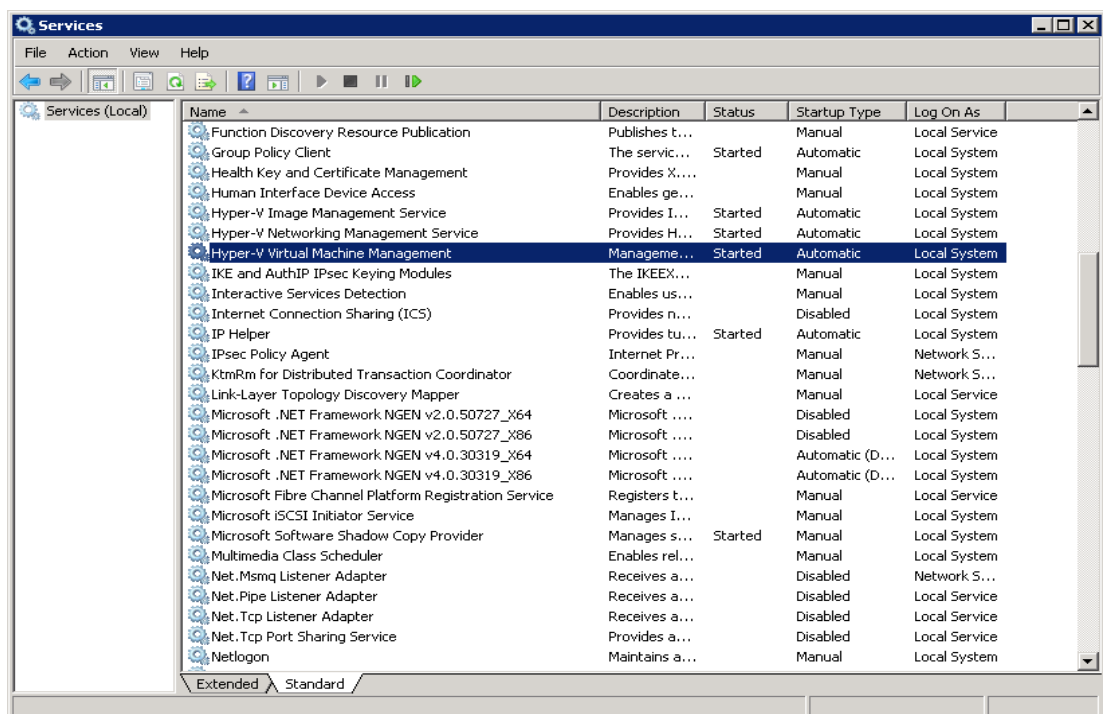 Services
File Action View Help
Services (Local)
Name Description Status Startup Type Log On As
Function Discovery Resource Publication Publishes t... Manual Local Service
Group Policy Client The servic... Started Automatic Local System
Health Key and Certificate Management Provides X.... Manual Local System
Human Interface Device Access Enables ge... Manual Local System
Hyper-V Image Management Service Provides I... Started Automatic Local System
Hyper-V Networking Management Service Provides H... Started Automatic Local System
Hyper-V Virtual Machine Management Manageme... Started Automatic Local System
IKE and AuthIP IPsec Keying Modules The IKEEX... Manual Local System
Interactive Services Detection Enables us... Manual Local System
Internet Connection Sharing (ICS) Provides n... Disabled Local System
IP Helper Provides tu... Started Automatic Local System
IPsec Policy Agent Internet Pr... Manual Network S...
KtmRm for Distributed Transaction Coordinator Coordinate... Manual Network S...
Link-Layer Topology Discovery Mapper Creates a ... Manual Local Service
Microsoft .NET Framework NGEN v2.0.50727_X64 Microsoft .... Disabled Local System
Microsoft .NET Framework NGEN v2.0.50727_X86 Microsoft .... Disabled Local System
Microsoft .NET Framework NGEN v4.0.30319_X64 Microsoft .... Automatic (D... Local System
Microsoft .NET Framework NGEN v4.0.30319_X86 Microsoft .... Automatic (D... Local System
Microsoft Fibre Channel Platform Registration Service Registers t... Manual Local Service
Microsoft iSCSI Initiator Service Manages I... Manual Local System
Microsoft Software Shadow Copy Provider Manages s... Started Manual Local System
Multimedia Class Scheduler Enables rel... Manual Local System
Net.Msmq Listener Adapter Receives a... Disabled Network S...
Net.Pipe Listener Adapter Receives a... Disabled Local Service
Net.Tcp Listener Adapter Receives a... Disabled Local Service
Net.Tcp Port Sharing Service Provides a... Disabled Local Service
Netlogon Maintains a... Manual Local System
Extended Standard